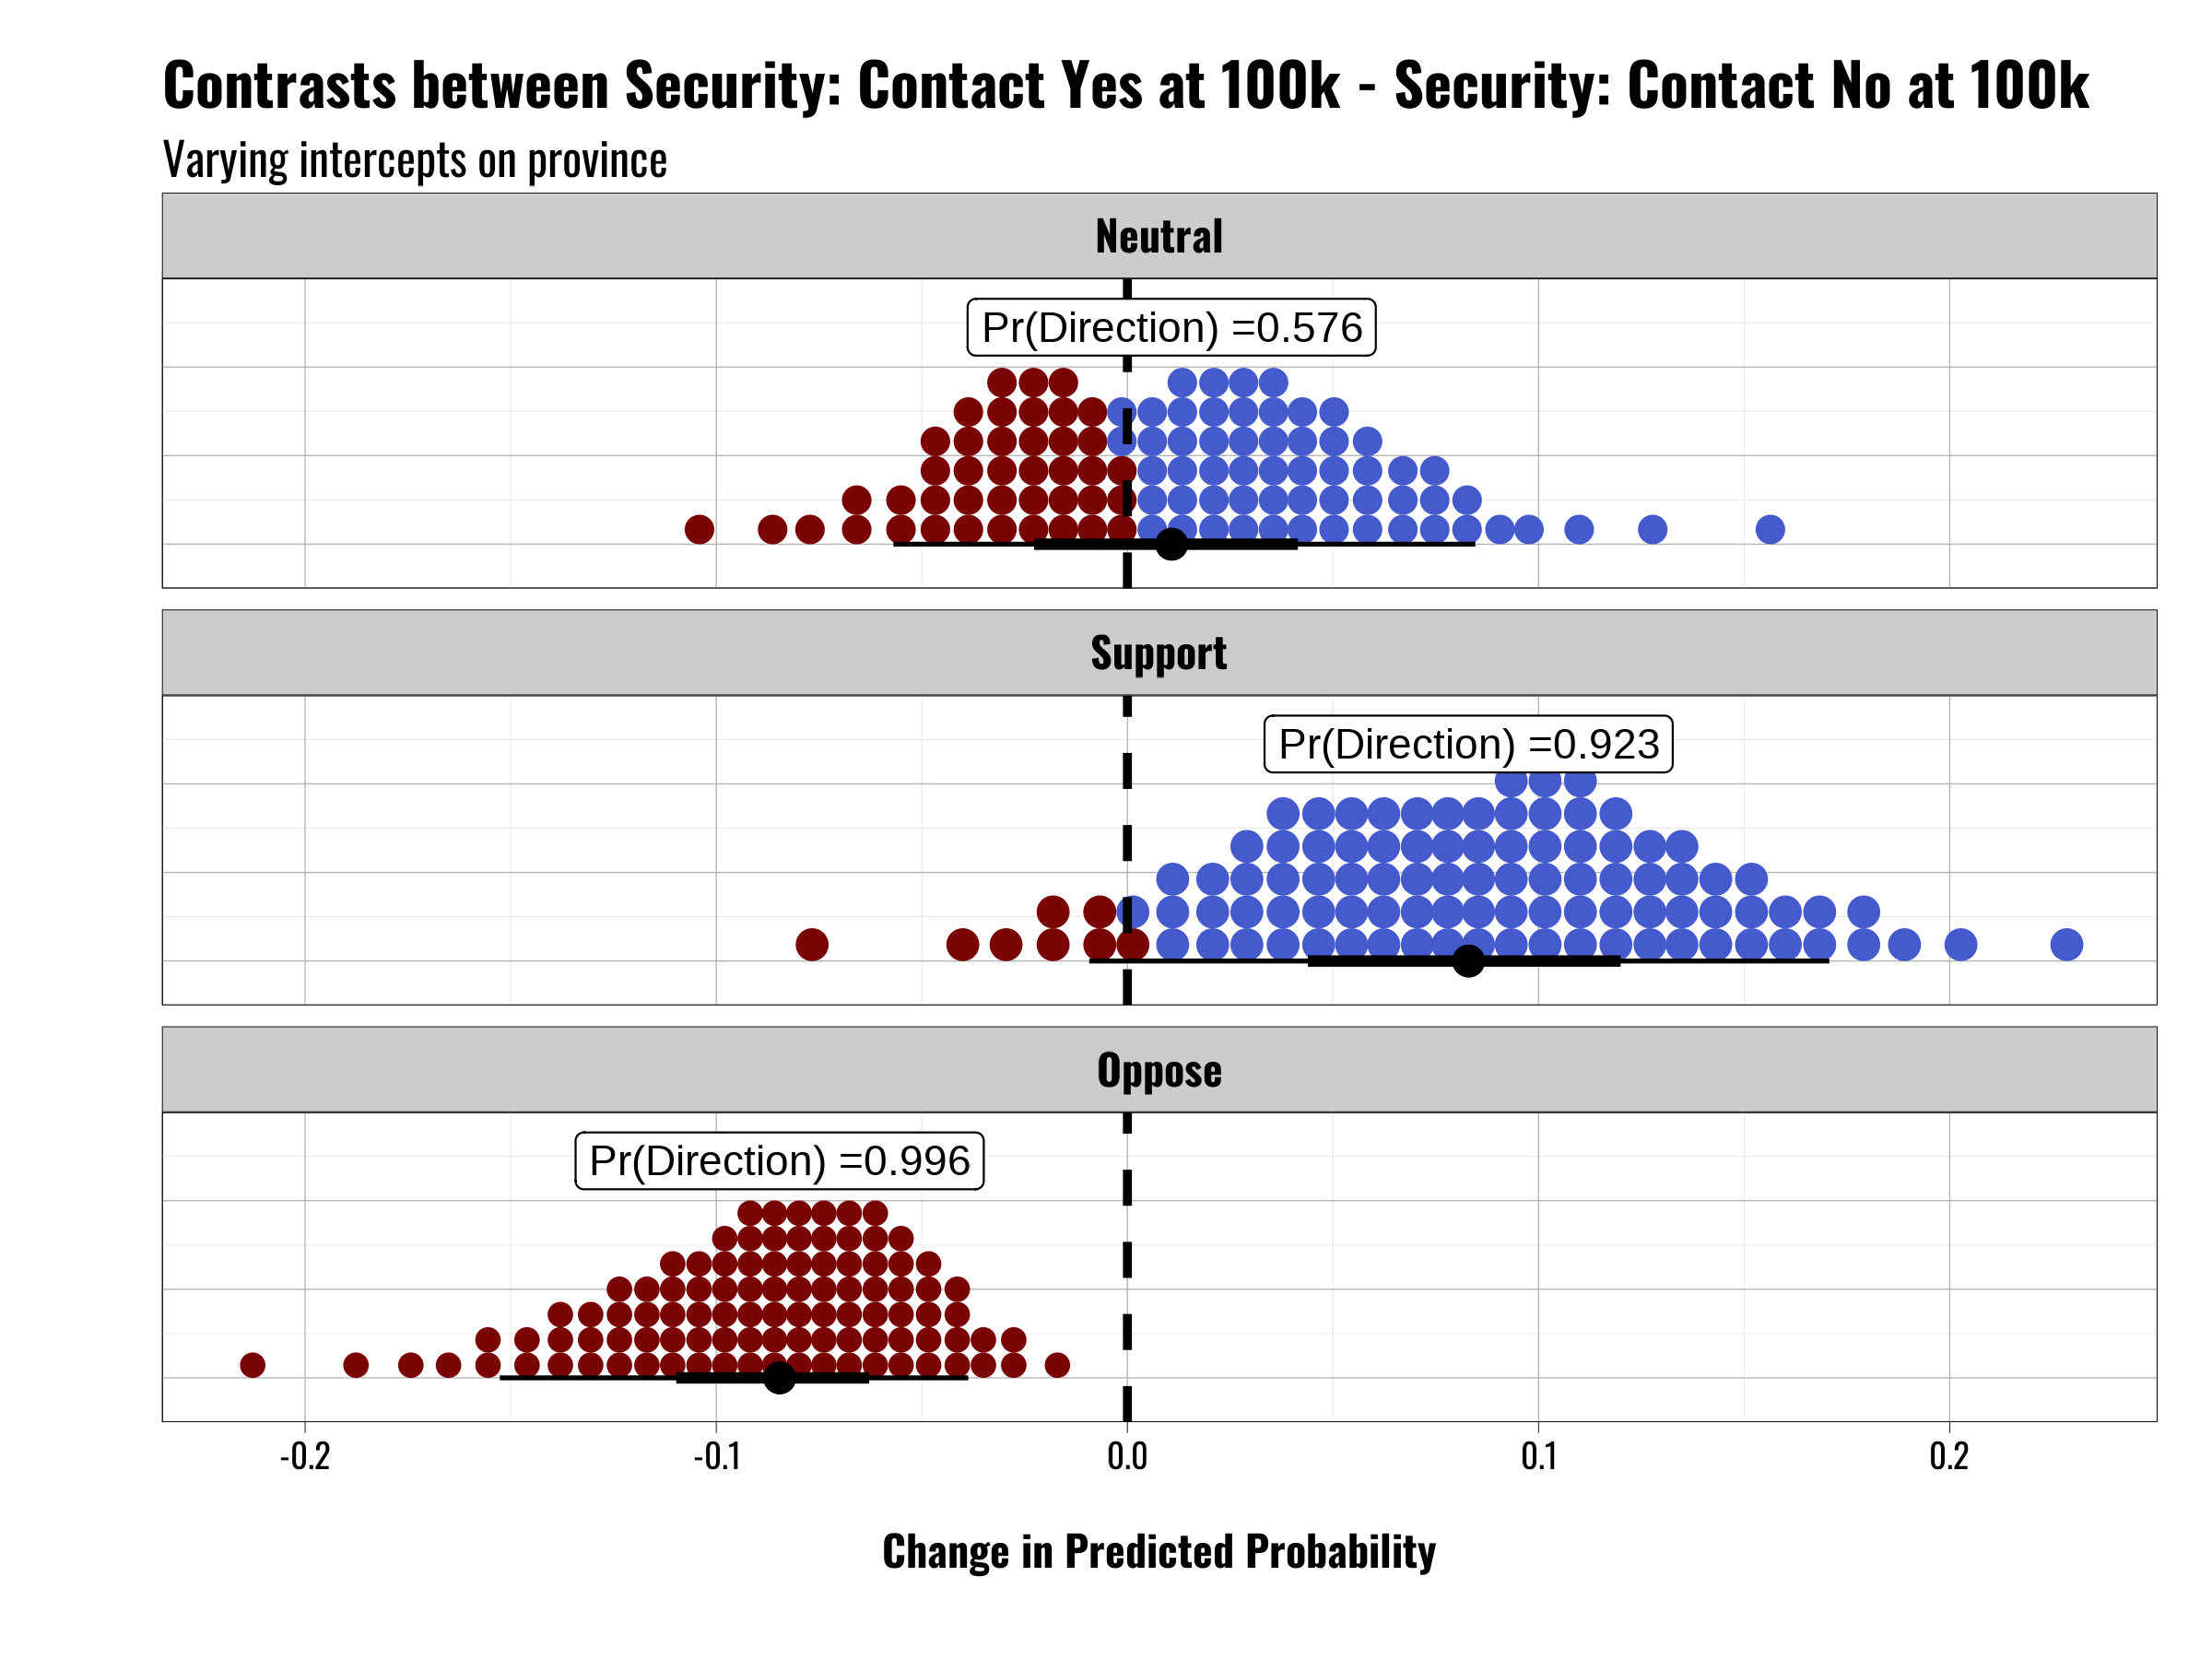 Contrasts between Security: Contact Yes at 100k - Security: Contact No at 100k
Varying intercepts on province
Neutral
Pr(Direction) =0.576
Support
Pr(Direction) =0.923
Oppose
Pr(Direction) =0.996
-0.2 -0.1 0.0 0.1 0.2
Change in Predicted Probability